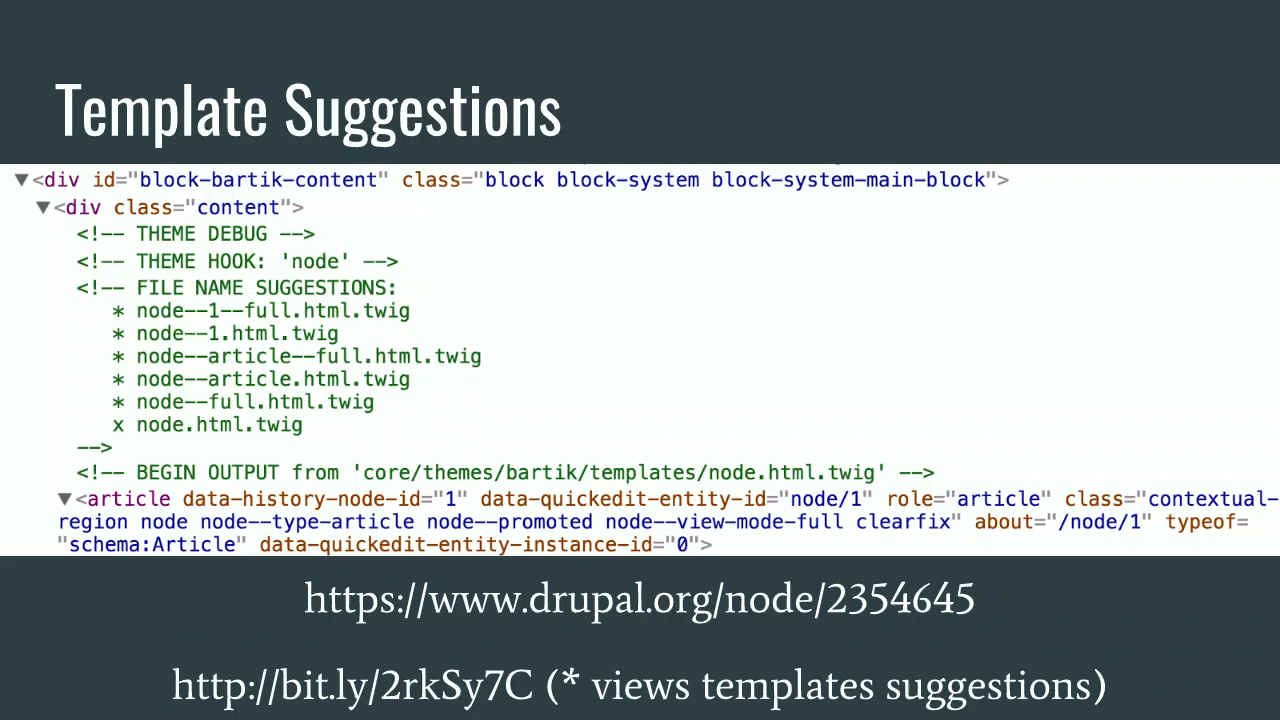 Template Suggestions
▼<div id="block-bartik-content" class="block block-system block-system-main-block">
▼<div class="content">
<!-- THEME DEBUG -->
<!-- THEME HOOK: 'node' -->
<!-- FILE NAME SUGGESTIONS:
* node--1--full.html.twig
* node--1.html.twig
* node--article--full.html.twig
* node--article.html.twig
* node--full.html.twig
x node.html.twig
-->
<!-- BEGIN OUTPUT from 'core/themes/bartik/templates/node.html.twig' -->
▼<article data-history-node-id="1" data-quickedit-entity-id="node/1" role="article" class="contextual-
region node node--type-article node--promoted node--view-mode-full clearfix" about="/node/1" typeof=
"schema:Article" data-quickedit-entity-instance-id="0">
https://www.drupal.org/node/2354645
http://bit.ly/2rkSy7C (* views templates suggestions)